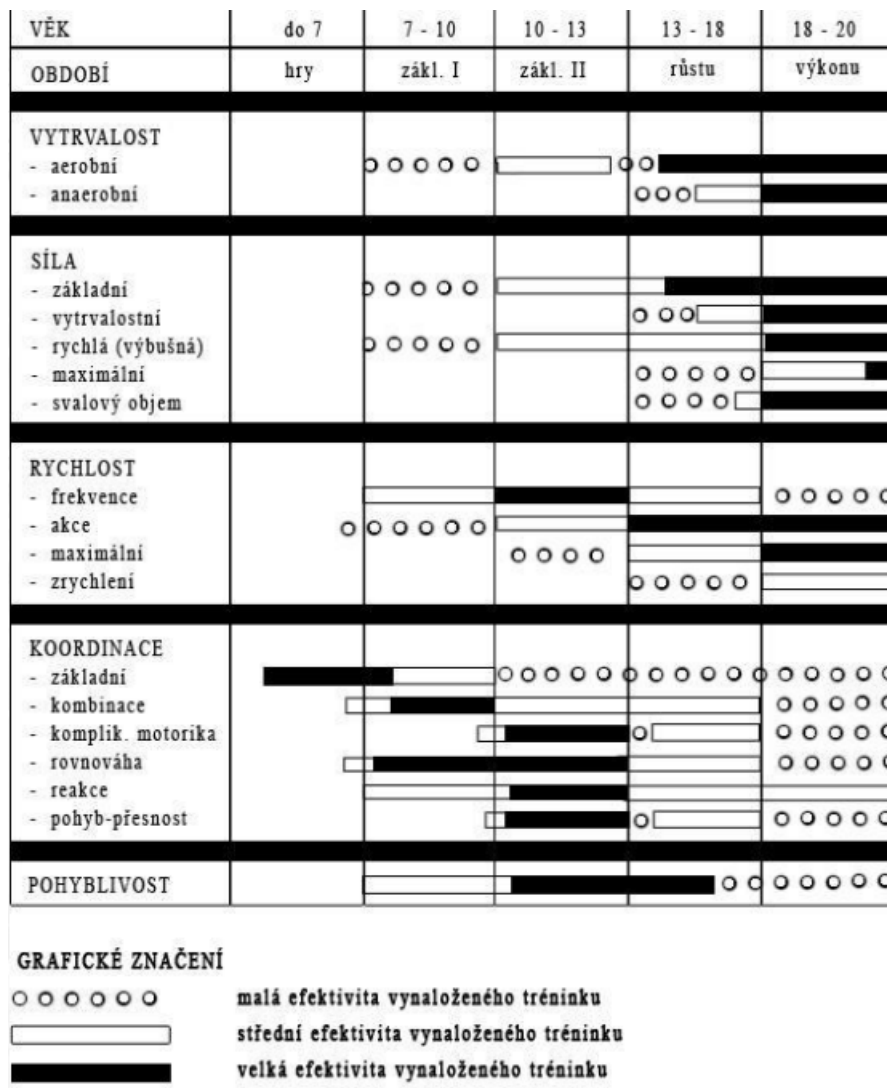 VĚK do 7 7 - 10 10 - 13 13 - 18 18 - 20
OBDOBÍ hry zákl. I zákl. II růstu výkonu
VYTRVALOST
- aerobní
- anaerobní
SÍLA
- základní
- vytrvalostní
- rychlá (výbušná)
- maximální
- svalový objem
RYCHLOST
- frekvence
- akce
- maximální
- zrychlení
KOORDINACE
- základní
- kombinace
- komplik. motorika
- rovnováha
- reakce
- pohyb-přesnost
POHYBLIVOST
GRAFICKÉ ZNAČENÍ
malá efektivita vynaloženého tréninku
střední efektivita vynaloženého tréninku
velká efektivita vynaloženého tréninku